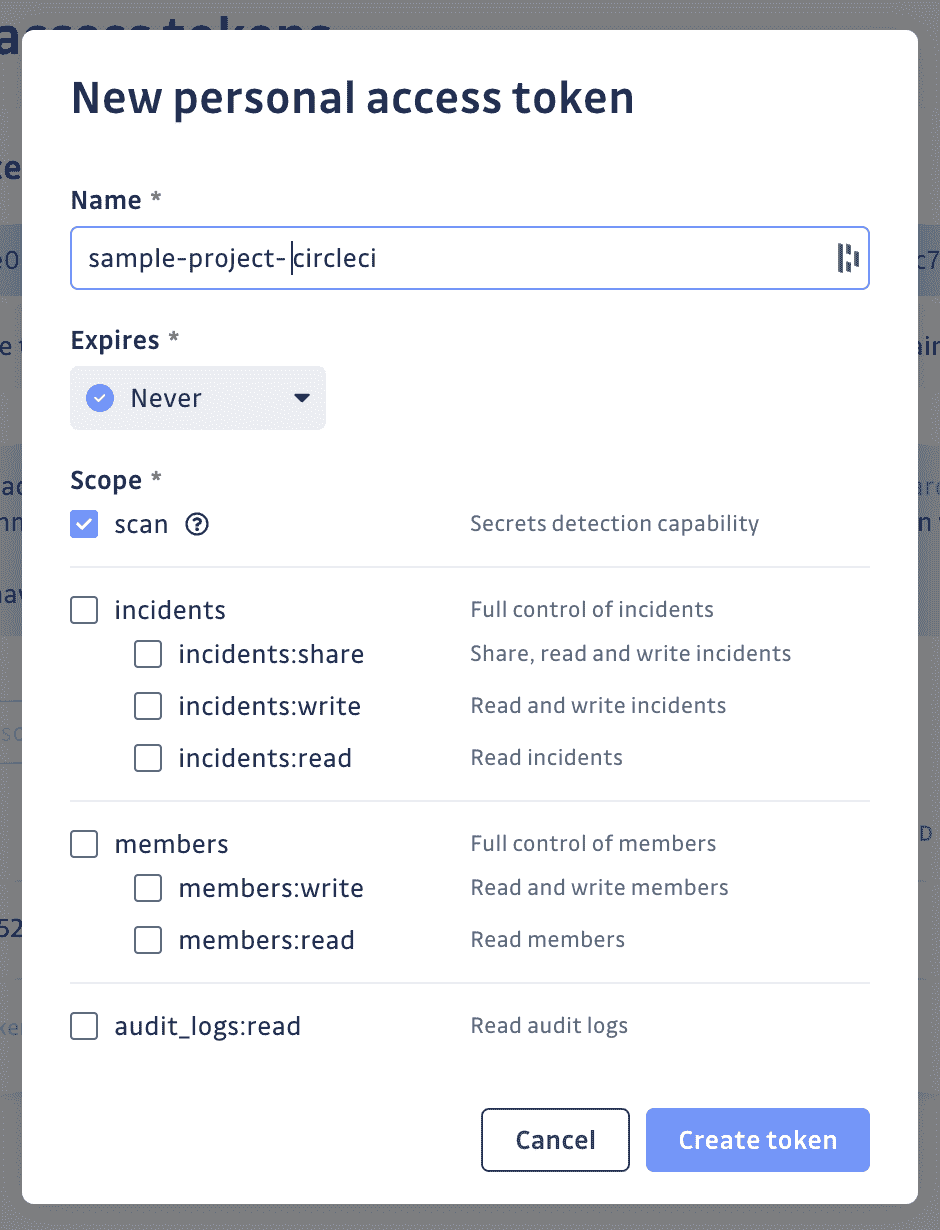 access tokens
New personal access token
Name *
sample-project-circleci
Expires *
Never
Scope *
scan ? Secrets detection capability
incidents Full control of incidents
incidents:share Share, read and write incidents
incidents:write Read and write incidents
incidents:read Read incidents
members Full control of members
members:write Read and write members
members:read Read members
audit_logs:read Read audit logs
Cancel Create token